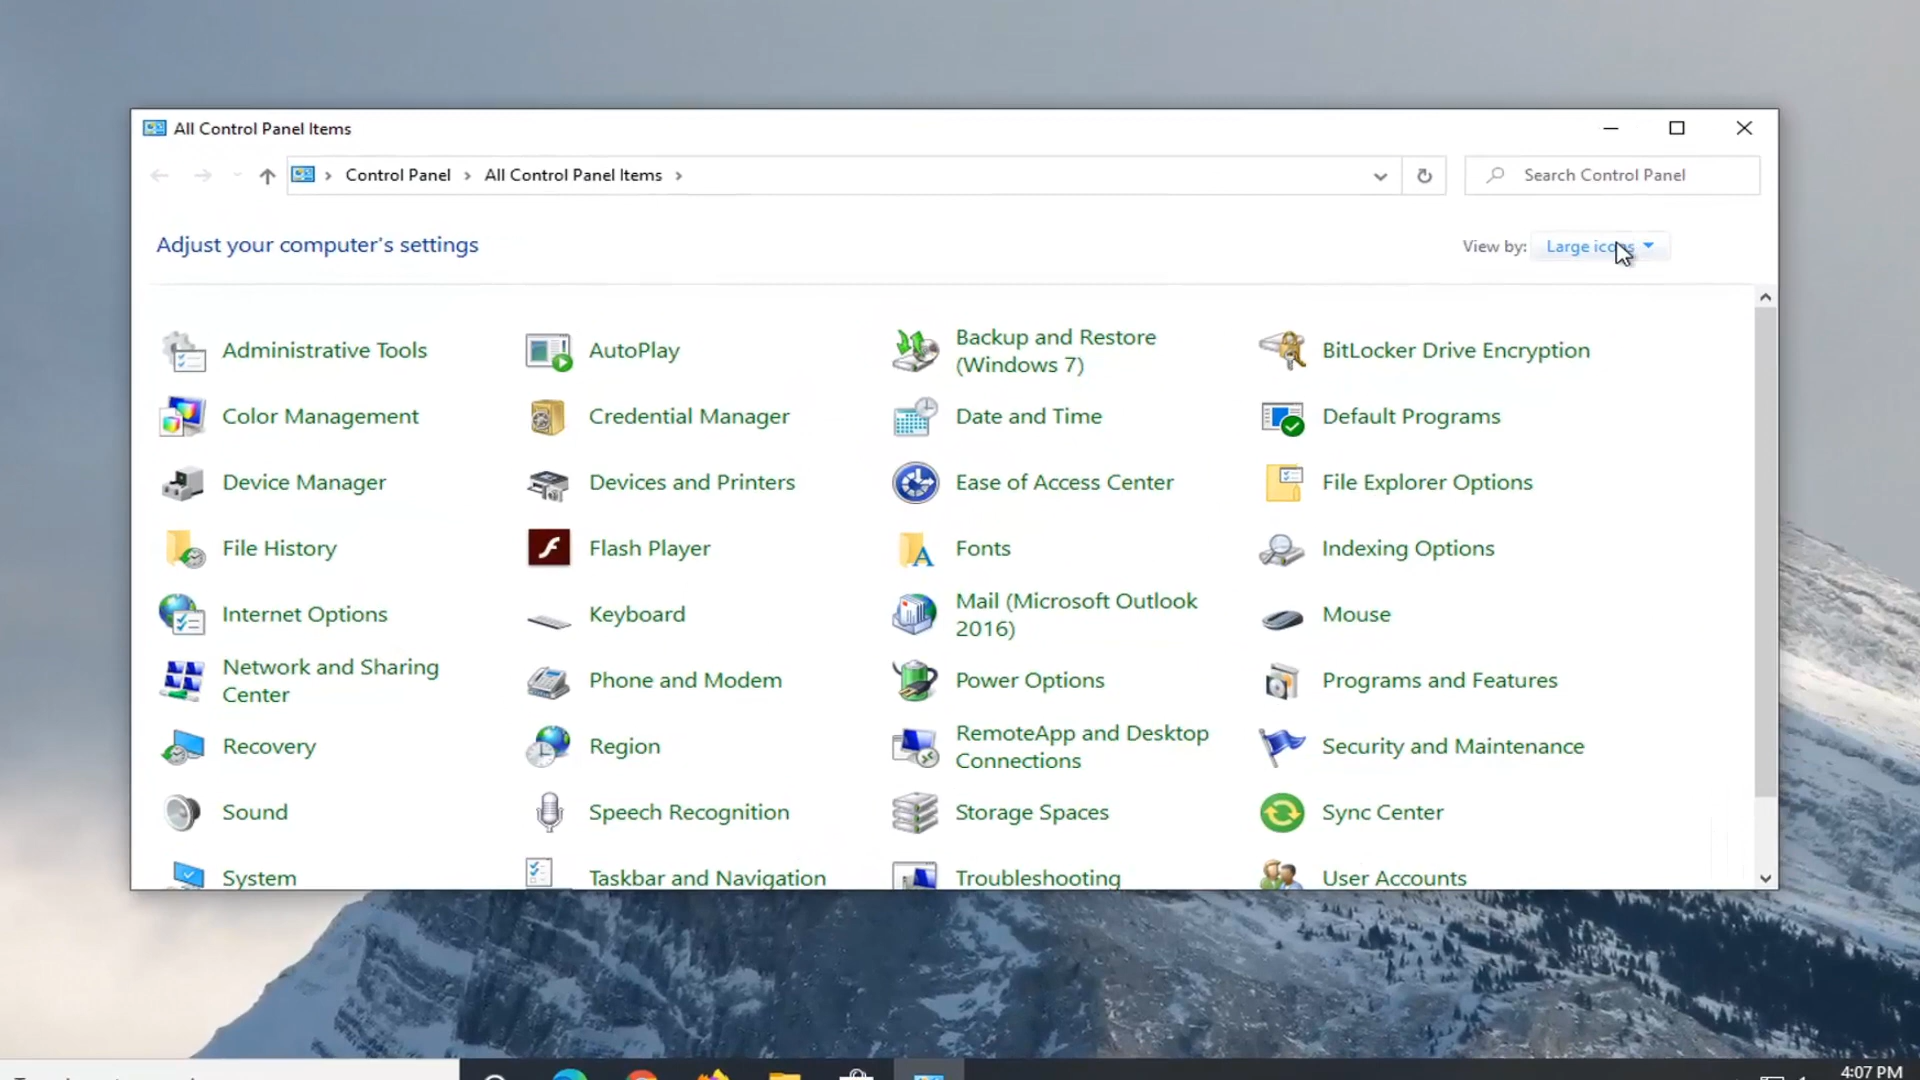 All Control Panel Items
Control Panel
All Control Panel Items
Search Control Panel
Adjust your computer's settings
View by:
Large icons
Administrative Tools
AutoPlay
Backup and Restore
(Windows 7)
BitLocker Drive Encryption
Color Management
Credential Manager
Date and Time
Default Programs
Device Manager
Devices and Printers
Ease of Access Center
File Explorer Options
File History
Flash Player
Fonts
Indexing Options
Internet Options
Keyboard
Mail (Microsoft Outlook
2016)
Mouse
Network and Sharing
Center
Phone and Modem
Power Options
Programs and Features
Recovery
Region
RemoteApp and Desktop
Connections
Security and Maintenance
Sound
Speech Recognition
Storage Spaces
Sync Center
System
Taskbar and Navigation
Troubleshooting
User Accounts
4:07 PM